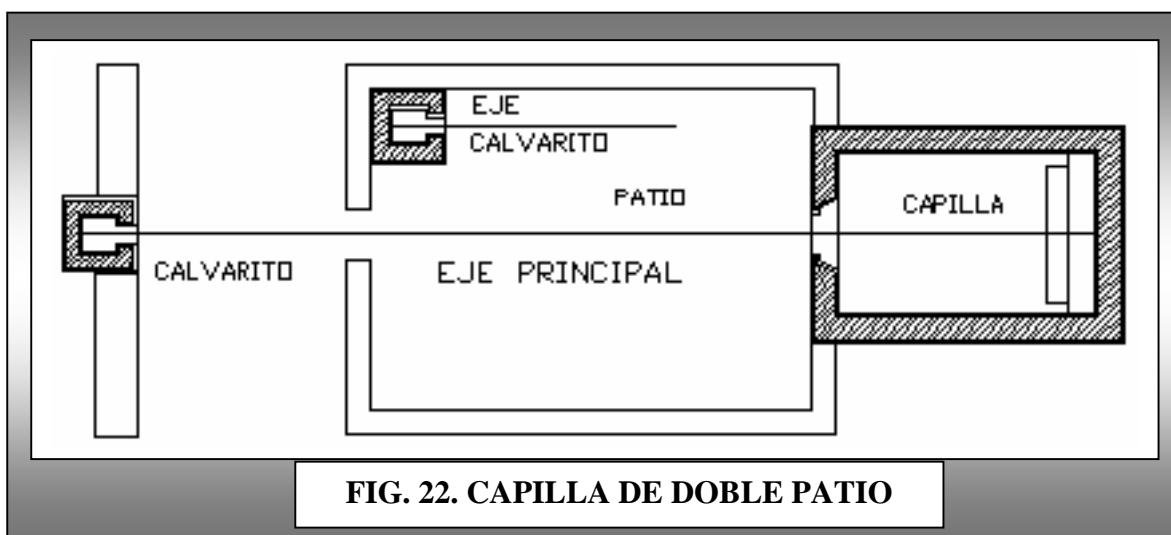 EJE
CALVARITO
PATIO
CAPILLA
CALVARITO
EJE PRINCIPAL
FIG. 22. CAPILLA DE DOBLE PATIO